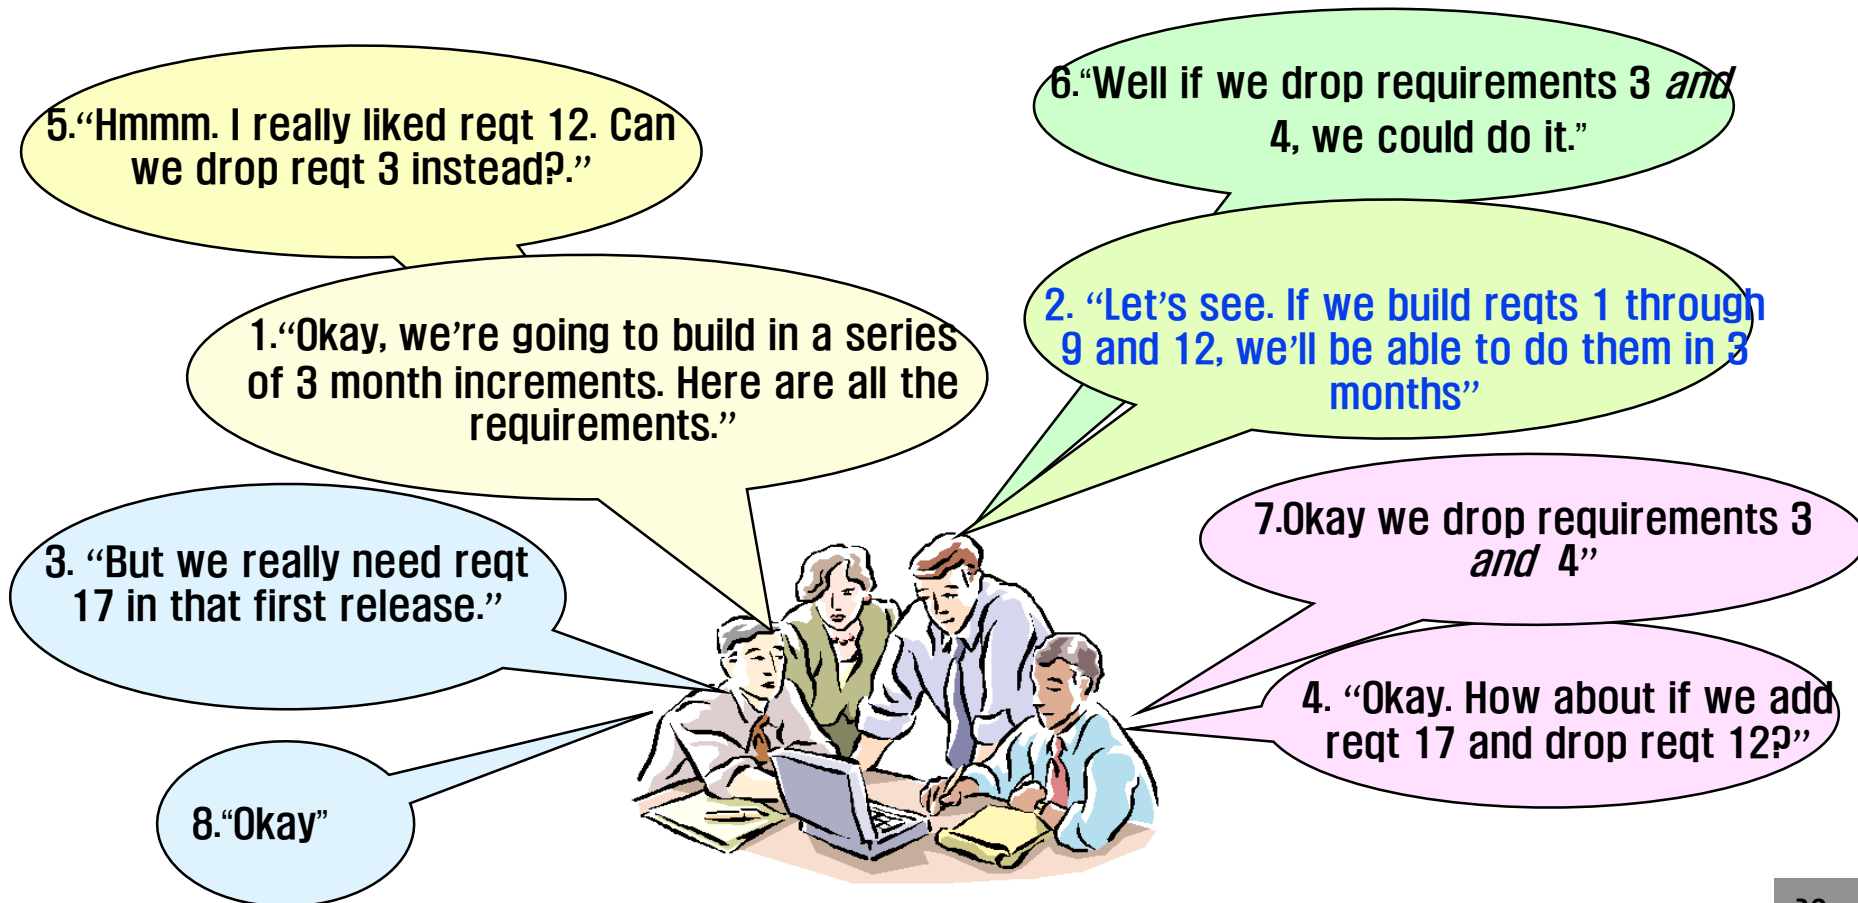 5.“Hmmm. I really liked reqt 12. Can
we drop reqt 3 instead?.”
6.“Well if we drop requirements 3 and
4, we could do it.”
1.“Okay, we’re going to build in a series
of 3 month increments. Here are all the
requirements.”
2. “Let’s see. If we build reqts 1 through
9 and 12, we’ll be able to do them in 3
months”
3. “But we really need reqt
17 in that first release.”
7.Okay we drop requirements 3
and 4”
4. “Okay. How about if we add
reqt 17 and drop reqt 12?”
8.“Okay”